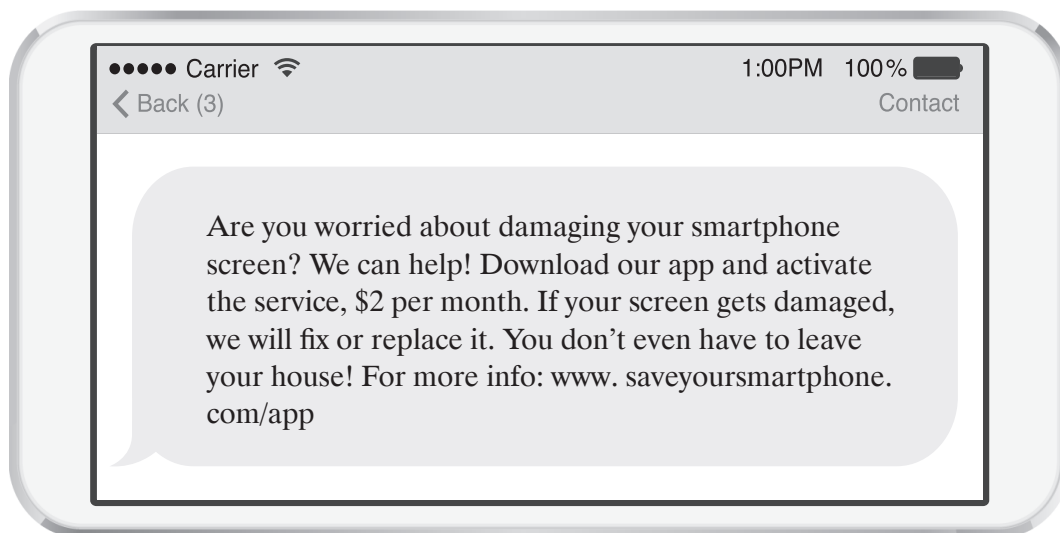 ●●●●● Carrier 1:00PM 100%
Back (3) Contact
Are you worried about damaging your smartphone
screen? We can help! Download our app and activate
the service, $2 per month. If your screen gets damaged,
we will fix or replace it. You don’t even have to leave
your house! For more info: www. saveyoursmartphone.
com/app